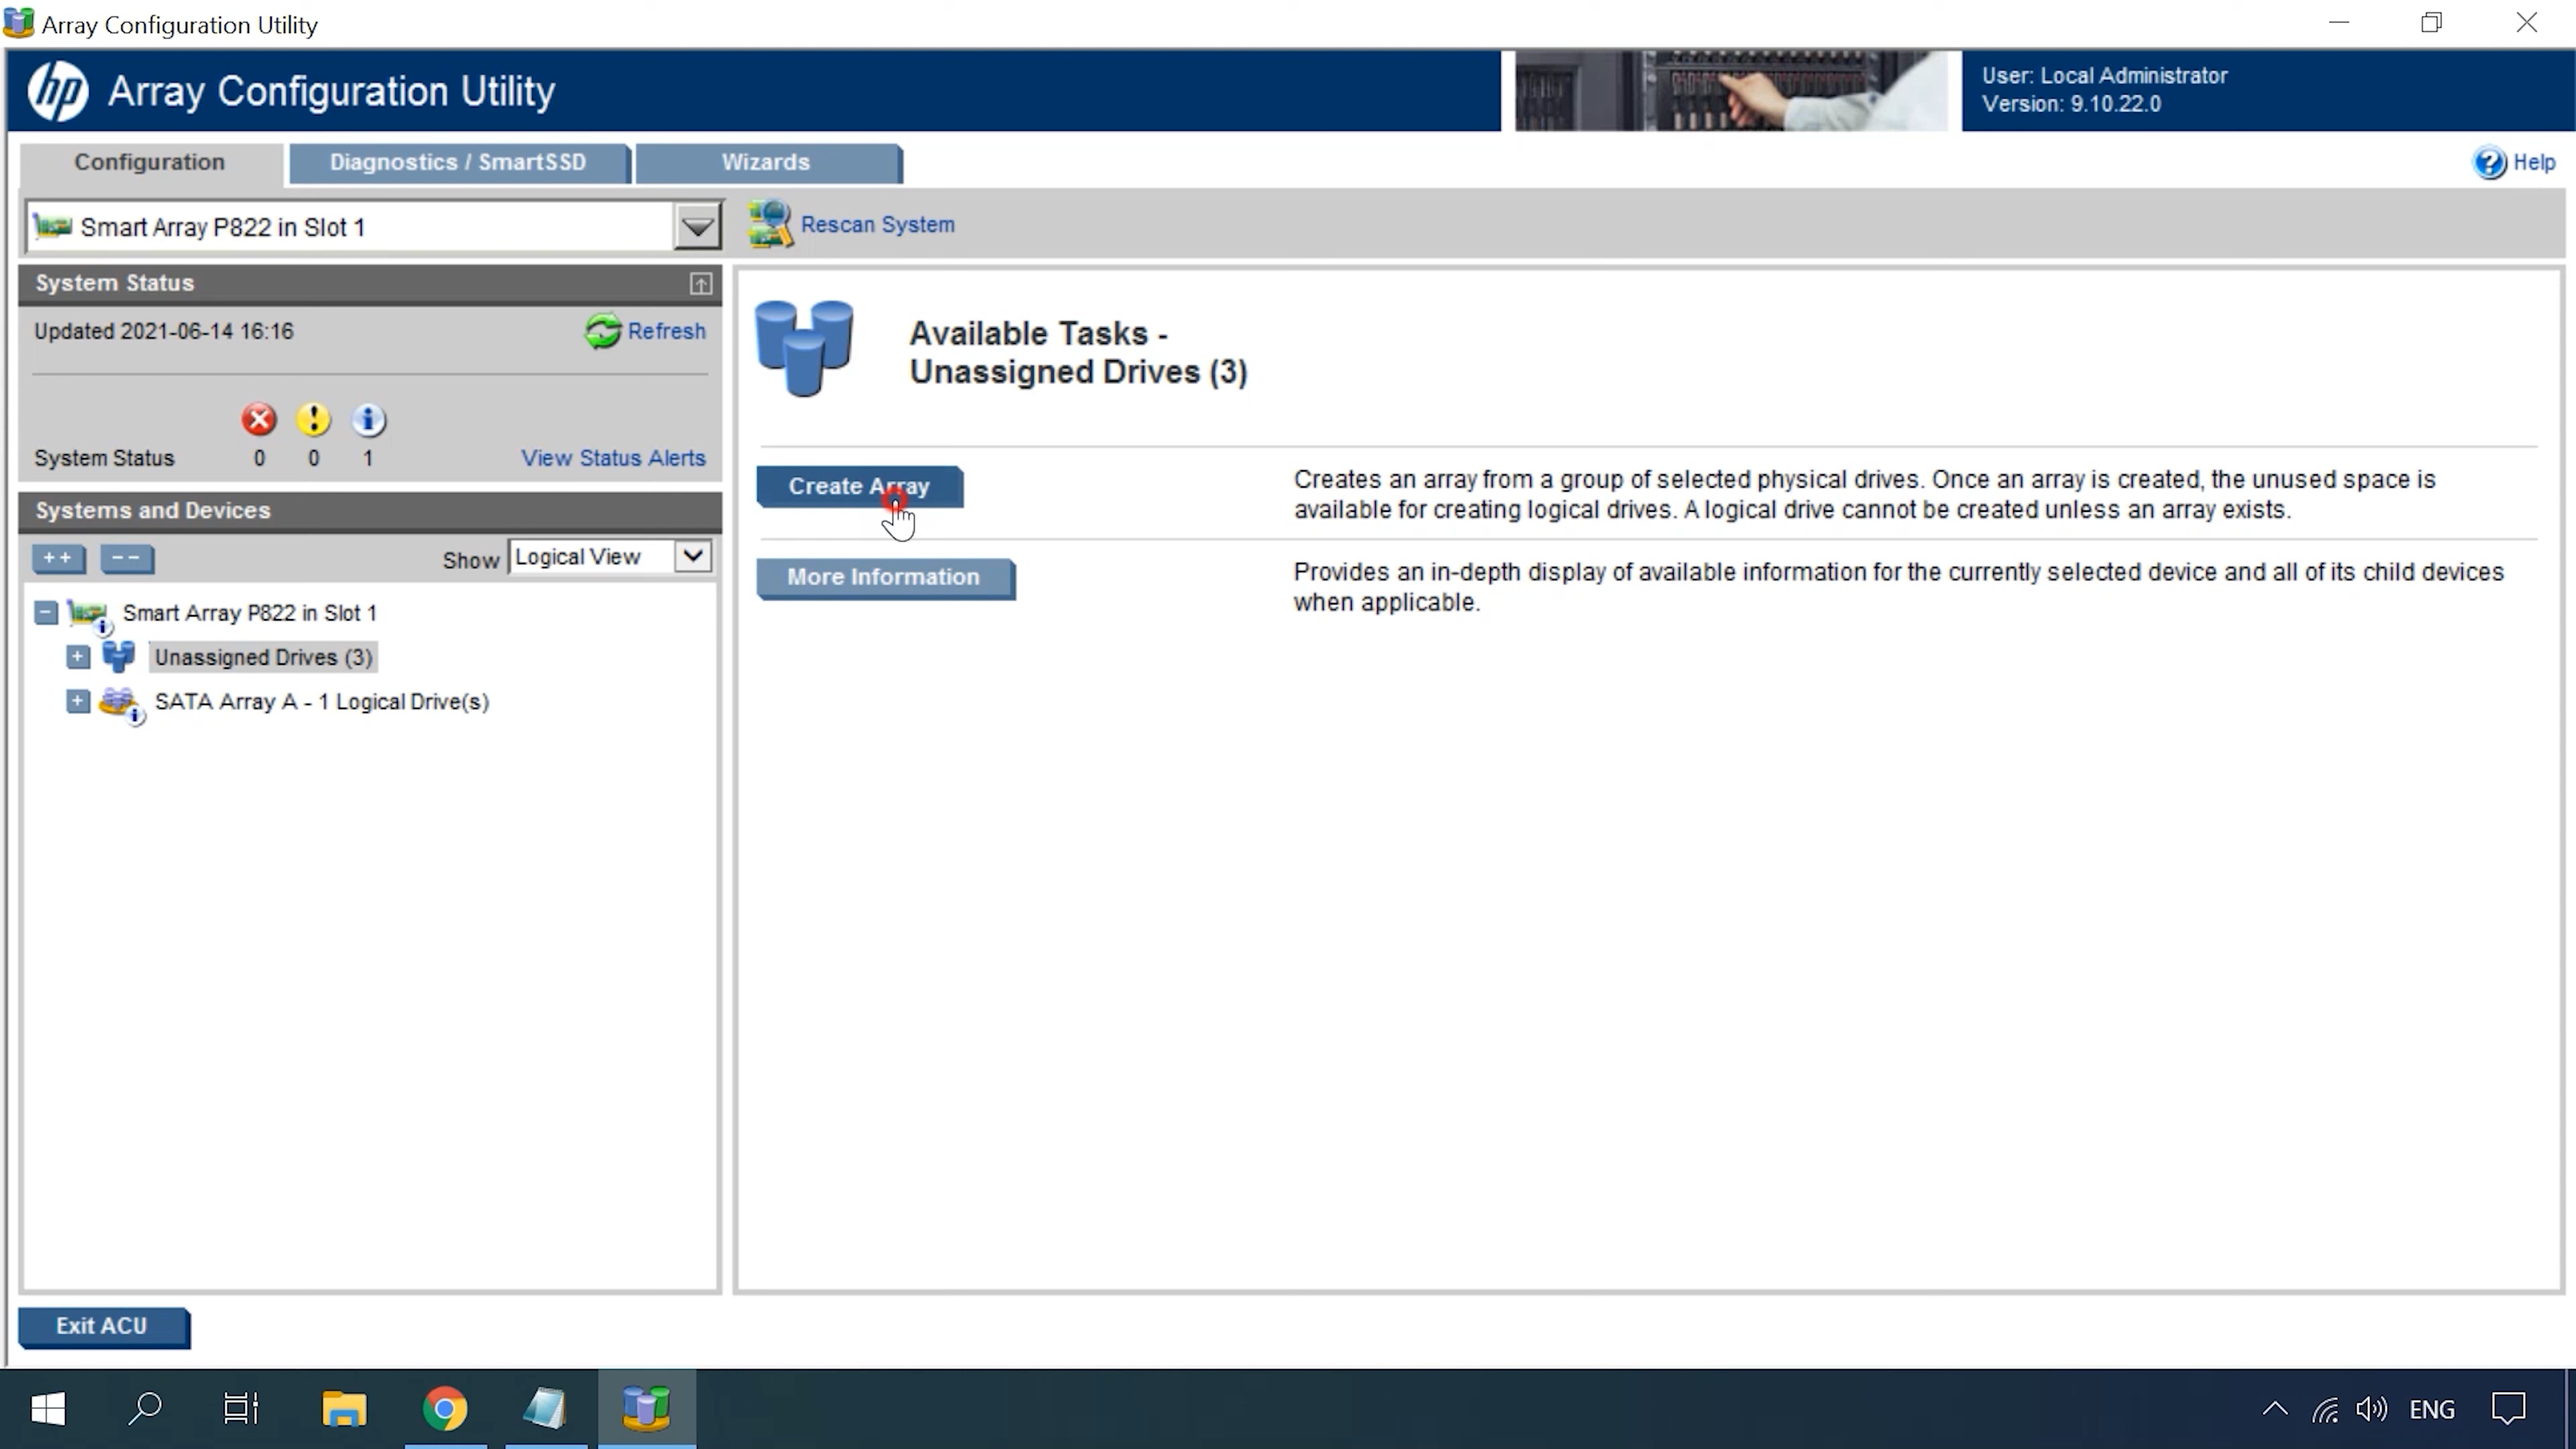 Array Configuration Utility
hp Array Configuration Utility
User: Local Administrator
Version: 9.10.22.0
Configuration
Diagnostics / SmartSSD
Wizards
Help
Smart Array P822 in Slot 1
Rescan System
System Status
Updated 2021-06-14 16:16
Refresh
System Status 0 0 1 View Status Alerts
Systems and Devices
++ -- Show Logical View
Smart Array P822 in Slot 1
Unassigned Drives (3)
SATA Array A - 1 Logical Drive(s)
Available Tasks -
Unassigned Drives (3)
Create Array
Creates an array from a group of selected physical drives. Once an array is created, the unused space is
available for creating logical drives. A logical drive cannot be created unless an array exists.
More Information
Provides an in-depth display of available information for the currently selected device and all of its child devices
when applicable.
Exit ACU
ENG